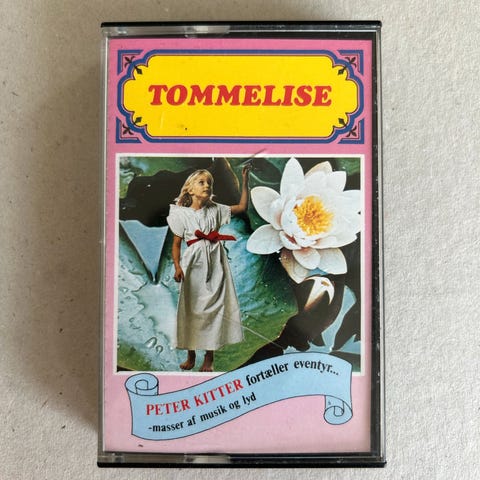 TOMMELISE
PETER KITTER fortæller eventyr...
-masser af musik og lyd